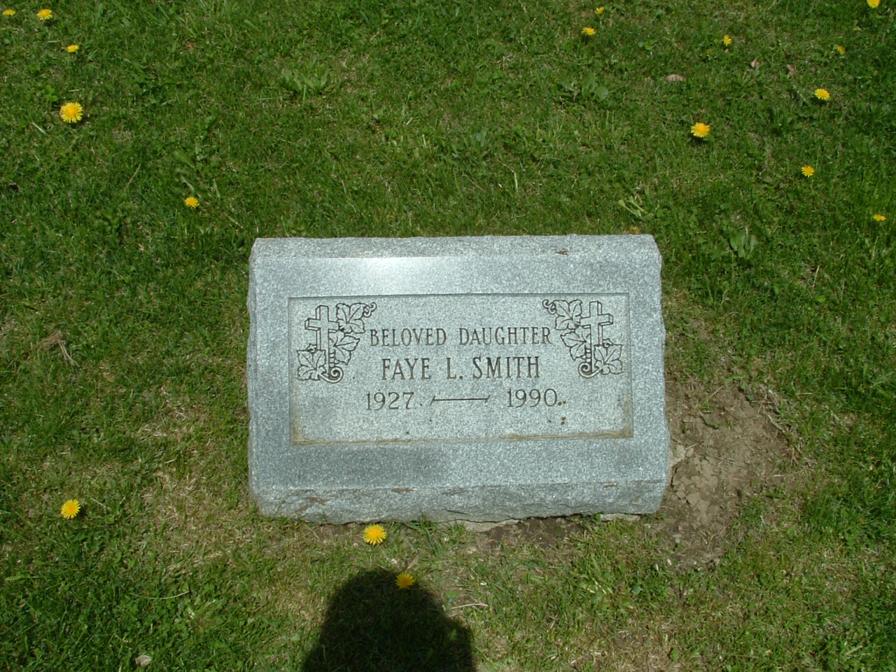 BELOVED DAUGHTER
FAYE L. SMITH
1927 — 1990